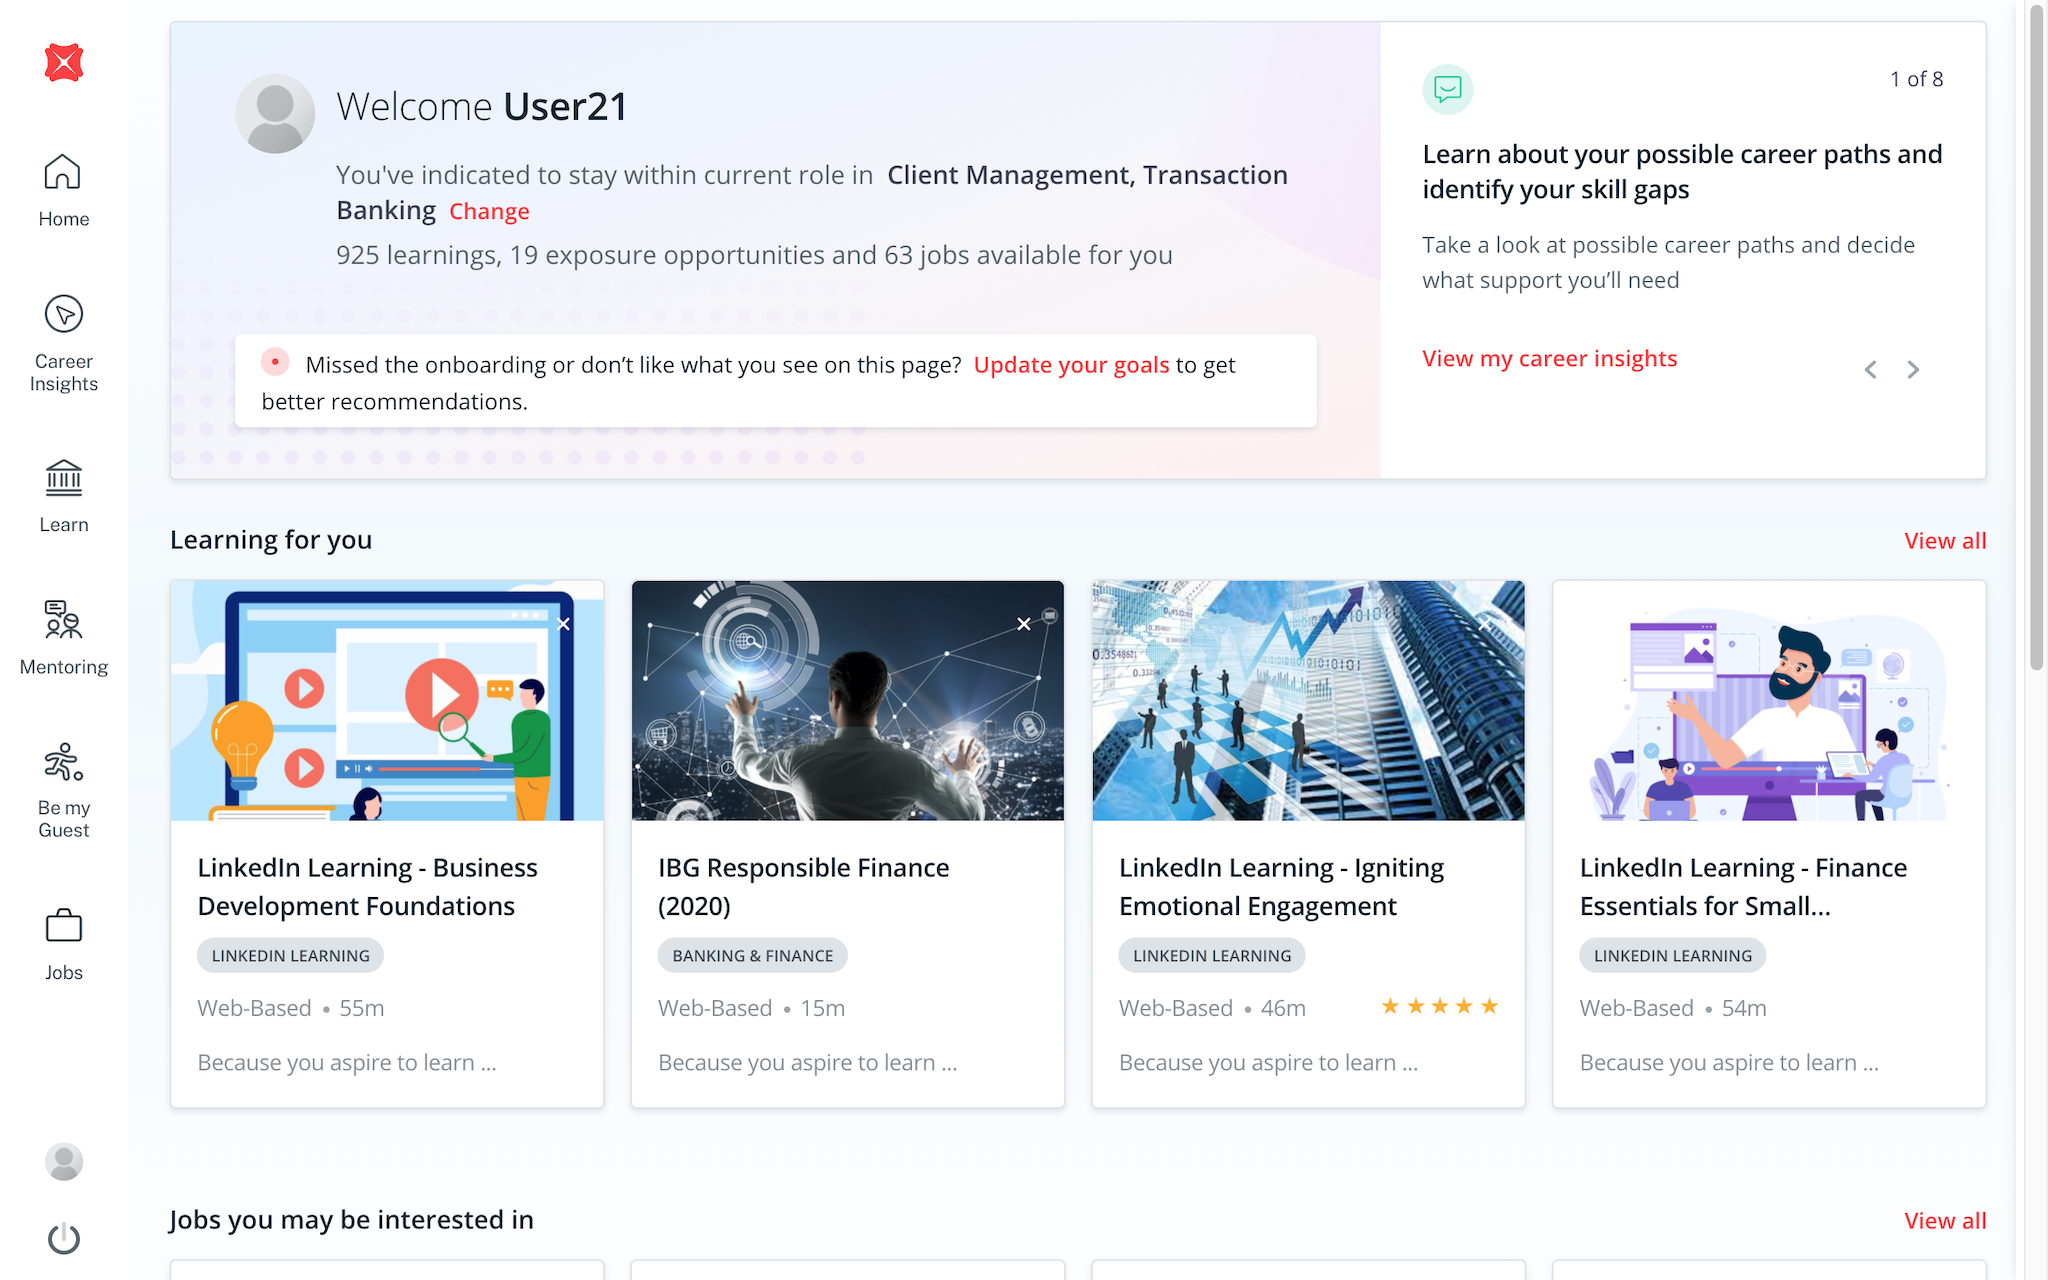 Home
Career
Insights
Learn
Mentoring
Be my
Guest
Jobs
Welcome User21
You've indicated to stay within current role in Client Management, Transaction
Banking Change
925 learnings, 19 exposure opportunities and 63 jobs available for you
Missed the onboarding or don’t like what you see on this page? Update your goals to get
better recommendations.
1 of 8
Learn about your possible career paths and
identify your skill gaps
Take a look at possible career paths and decide
what support you’ll need
View my career insights
Learning for you
View all
LinkedIn Learning - Business
Development Foundations
LINKEDIN LEARNING
Web-Based • 55m
Because you aspire to learn ...
IBG Responsible Finance
(2020)
BANKING & FINANCE
Web-Based • 15m
Because you aspire to learn ...
0.3548621
LinkedIn Learning - Igniting
Emotional Engagement
LINKEDIN LEARNING
Web-Based • 46m
Because you aspire to learn ...
LinkedIn Learning - Finance
Essentials for Small...
LINKEDIN LEARNING
Web-Based • 54m
Because you aspire to learn ...
Jobs you may be interested in
View all